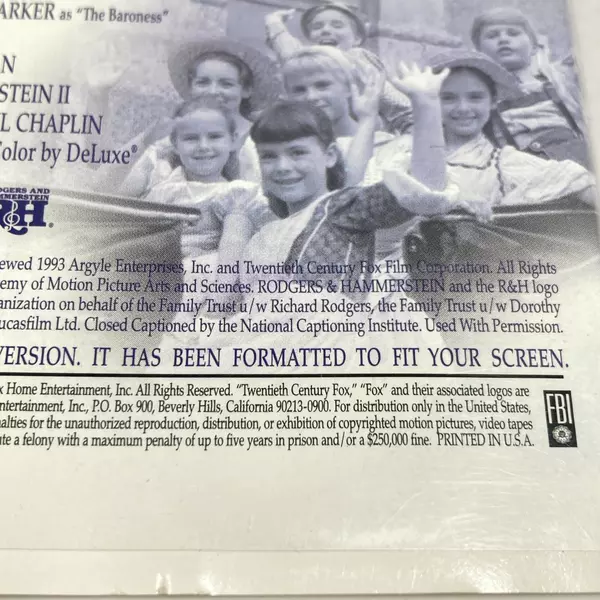 ARKER as "The Baroness"
N
STEIN II
L CHAPLIN
Color by DeLuxe®
GERS AND
MMERSTEIN
R&H®
ewed 1993 Argyle Enterprises, Inc. and Twentieth Century Fox Film Corporation. All Rights
emy of Motion Picture Arts and Sciences. RODGERS & HAMMERSTEIN and the R&H logo
anization on behalf of the Family Trust u/w Richard Rodgers, the Family Trust u/w Dorothy
ucasfilm Ltd. Closed Captioned by the National Captioning Institute. Used With Permission.
VERSION. IT HAS BEEN FORMATTED TO FIT YOUR SCREEN.
x Home Entertainment, Inc. All Rights Reserved. "Twentieth Century Fox," "Fox" and their associated logos are
ntertainment, Inc., P.O. Box 900, Beverly Hills, California 90213-0900. For distribution only in the United States,
alties for the unauthorized reproduction, distribution, or exhibition of copyrighted motion pictures, video tapes
ute a felony with a maximum penalty of up to five years in prison and/or a $250,000 fine. PRINTED IN U.S.A.
FBI